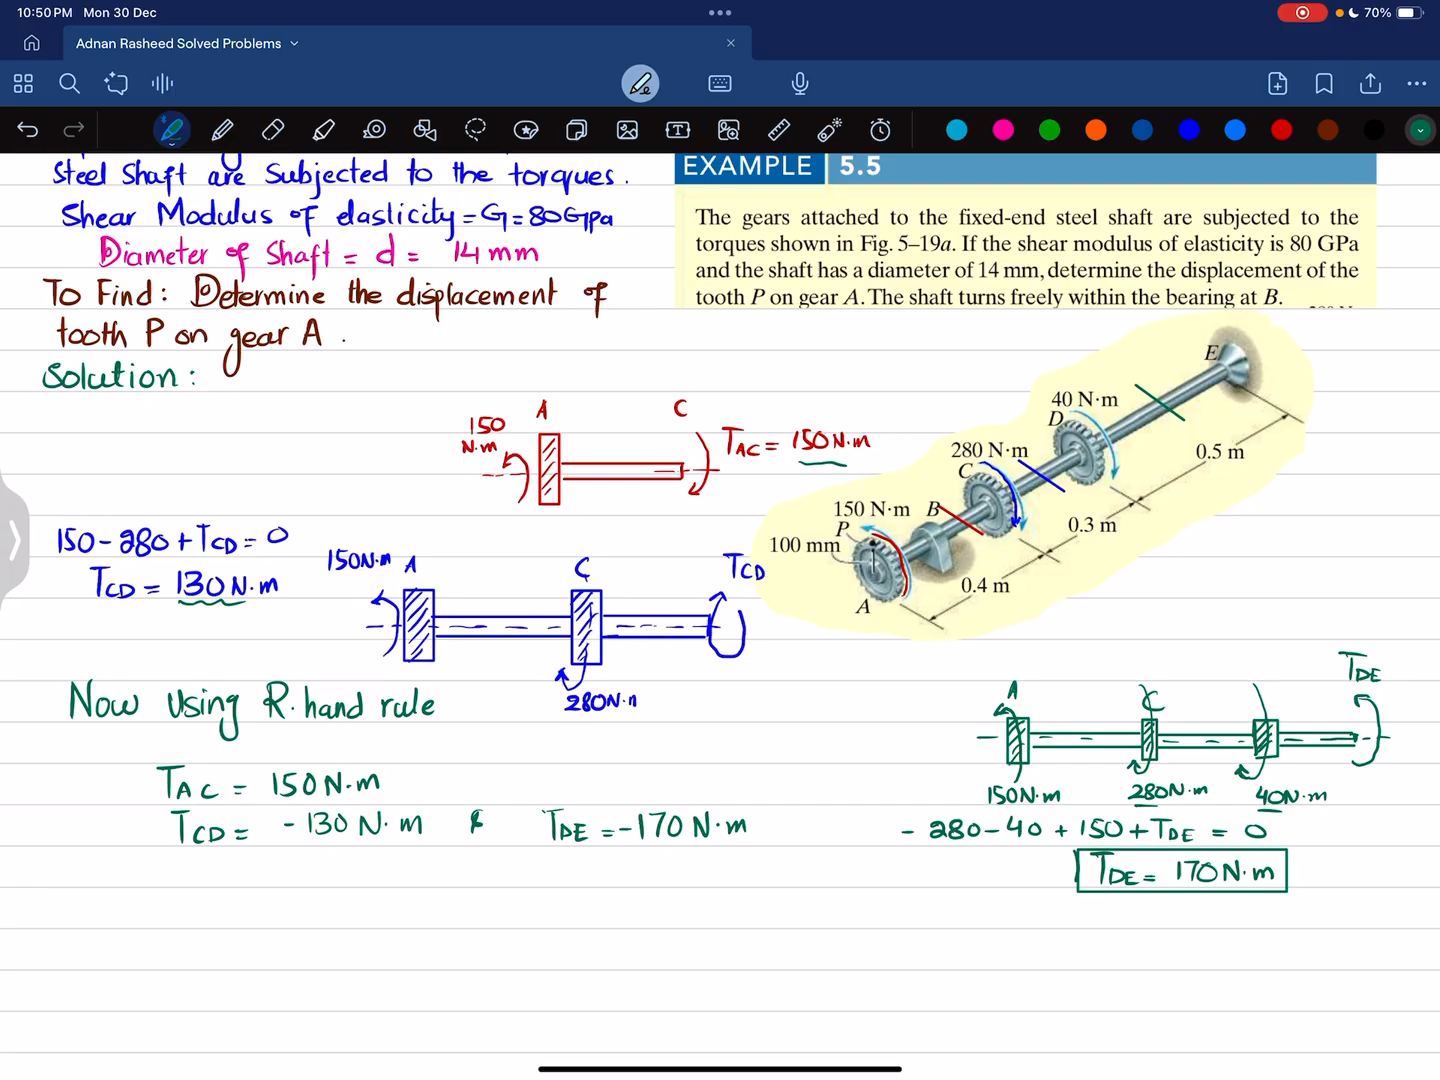 10:50 PM Mon 30 Dec
70%
Adnan Rasheed Solved Problems
Steel Shaft are Subjected to the torques.
Shear Modulus of elasticity = G = 80 Gpa
Diameter of Shaft = d = 14 mm
To Find: Determine the displacement of
tooth P on gear A.
Solution:
EXAMPLE 5.5
The gears attached to the fixed-end steel shaft are subjected to the
torques shown in Fig. 5–19a. If the shear modulus of elasticity is 80 GPa
and the shaft has a diameter of 14 mm, determine the displacement of the
tooth P on gear A. The shaft turns freely within the bearing at B.
E
40 N·m
D
280 N·m
C
0.5 m
150 N·m B
P
0.3 m
100 mm
0.4 m
A
A C
150
N·m
TAC = 150 N·m
150 - 280 + TCD = 0
TCD = 130 N·m
150N·m A C TCD
280N·n
Now Using R.hand rule
TAC = 150 N·m
TCD = - 130 N·m & TDE = -170 N·m
TDE
A C
150N·m 280N·m 40N·m
- 280 - 40 + 150 + TDE = 0
TDE = 170 N·m